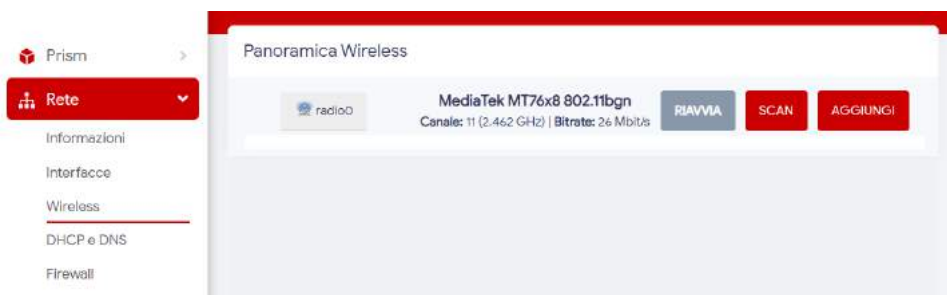 Prism
Rete
Informazioni
Interfacce
Wireless
DHCP e DNS
Firewall
Panoramica Wireless
radio0
MediaTek MT76x8 802.11bgn
Canale: 11 (2.462 GHz) | Bitrate: 26 Mbit/s
RIAVVIA
SCAN
AGGIUNGI